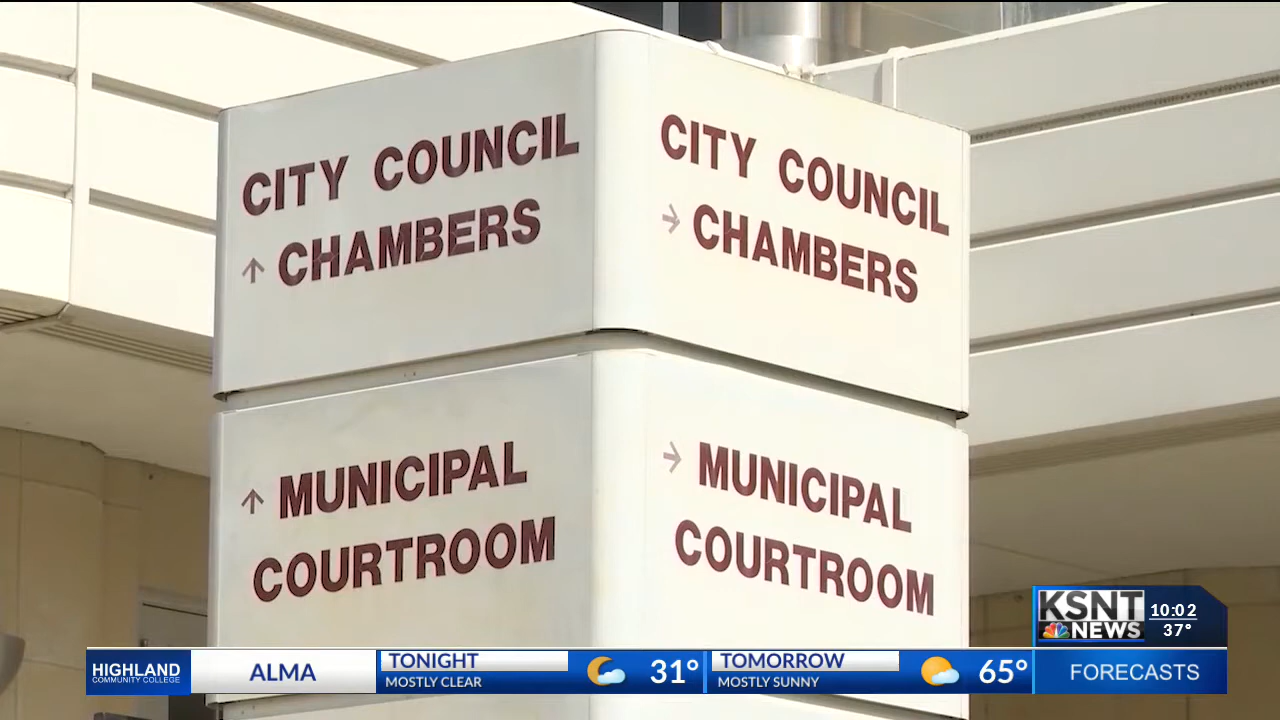 CITY COUNCIL
↑ CHAMBERS
CITY COUNCIL
→ CHAMBERS
↑ MUNICIPAL
COURTROOM
→ MUNICIPAL
COURTROOM
KSNT
NEWS
10:02
37°
HIGHLAND
COMMUNITY COLLEGE
ALMA
TONIGHT
MOSTLY CLEAR
31°
TOMORROW
MOSTLY SUNNY
65°
FORECASTS